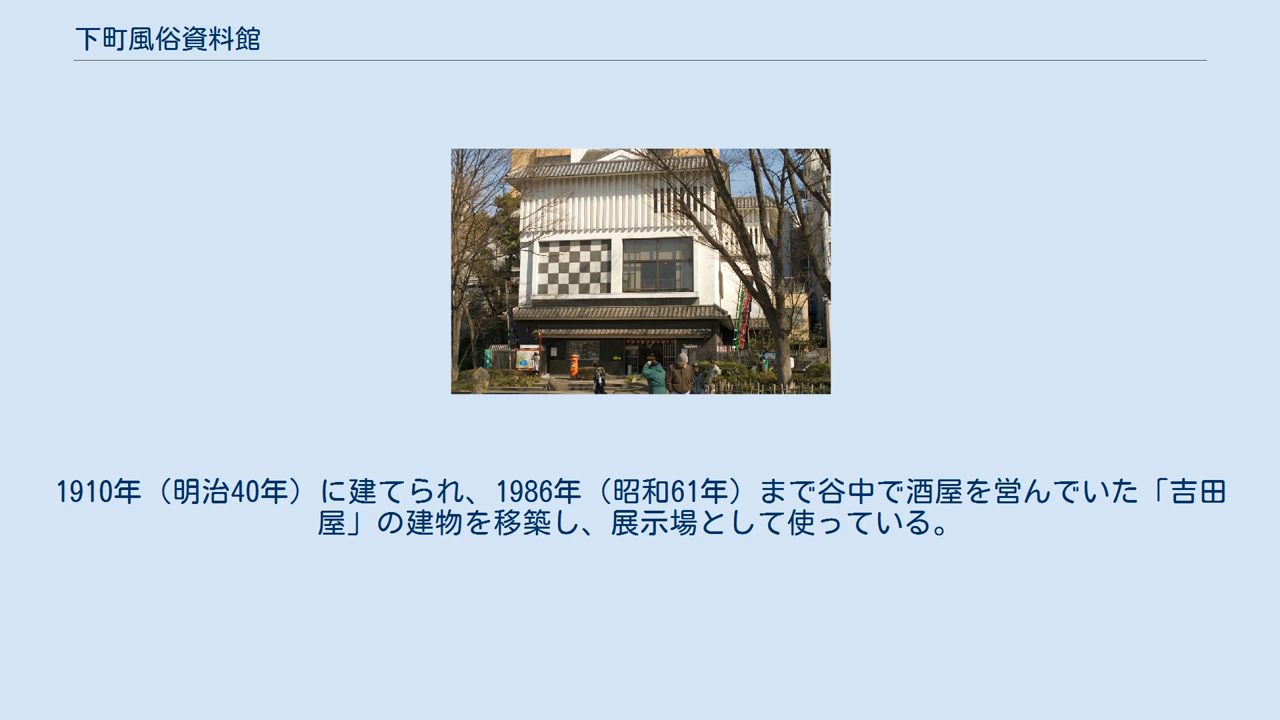 下町風俗資料館
1910年（明治40年）に建てられ、1986年（昭和61年）まで谷中で酒屋を営んでいた「吉田
屋」の建物を移築し、展示場として使っている。